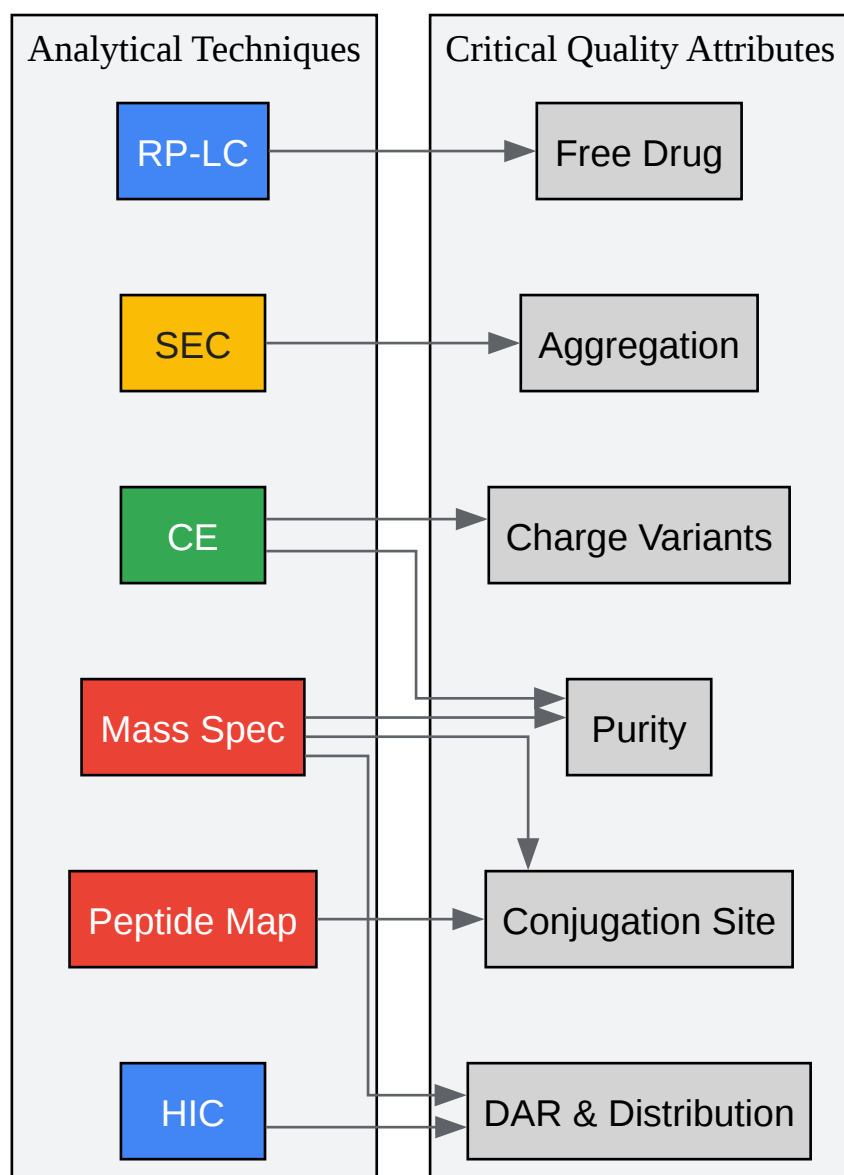 Analytical Techniques
Critical Quality Attributes
RP-LC
Free Drug
SEC
Aggregation
CE
Charge Variants
Mass Spec
Purity
Peptide Map
Conjugation Site
HIC
DAR & Distribution